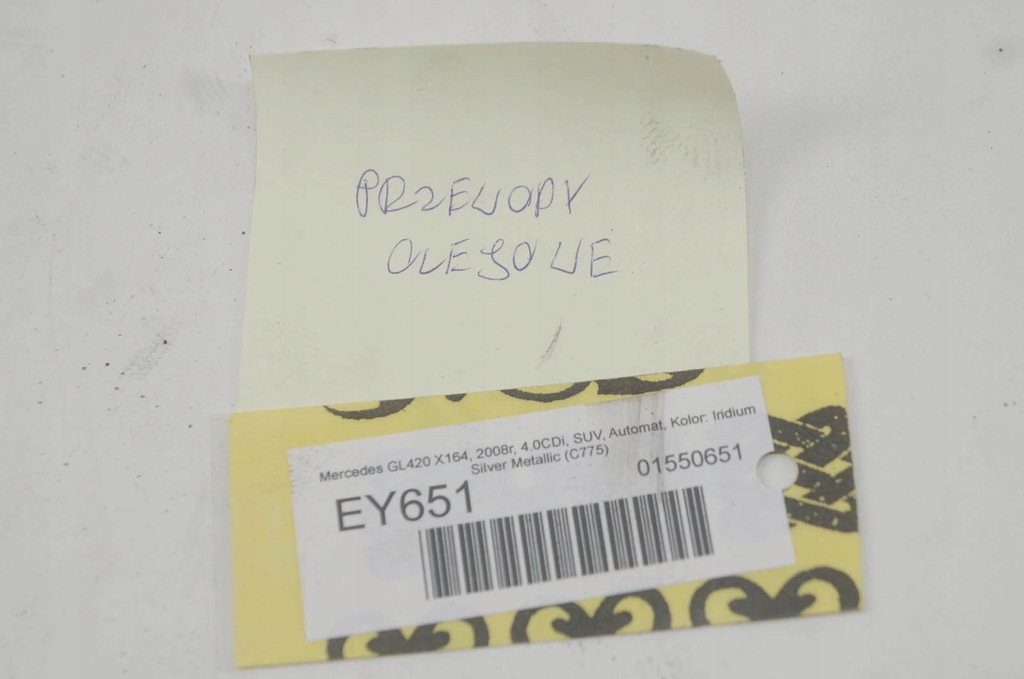 PRZEWODY
OLEJOWE
Mercedes GL420 X164, 2008r, 4.0CDi, SUV, Automat, Kolor: Iridium
Silver Metallic (C775)
EY651
01550651